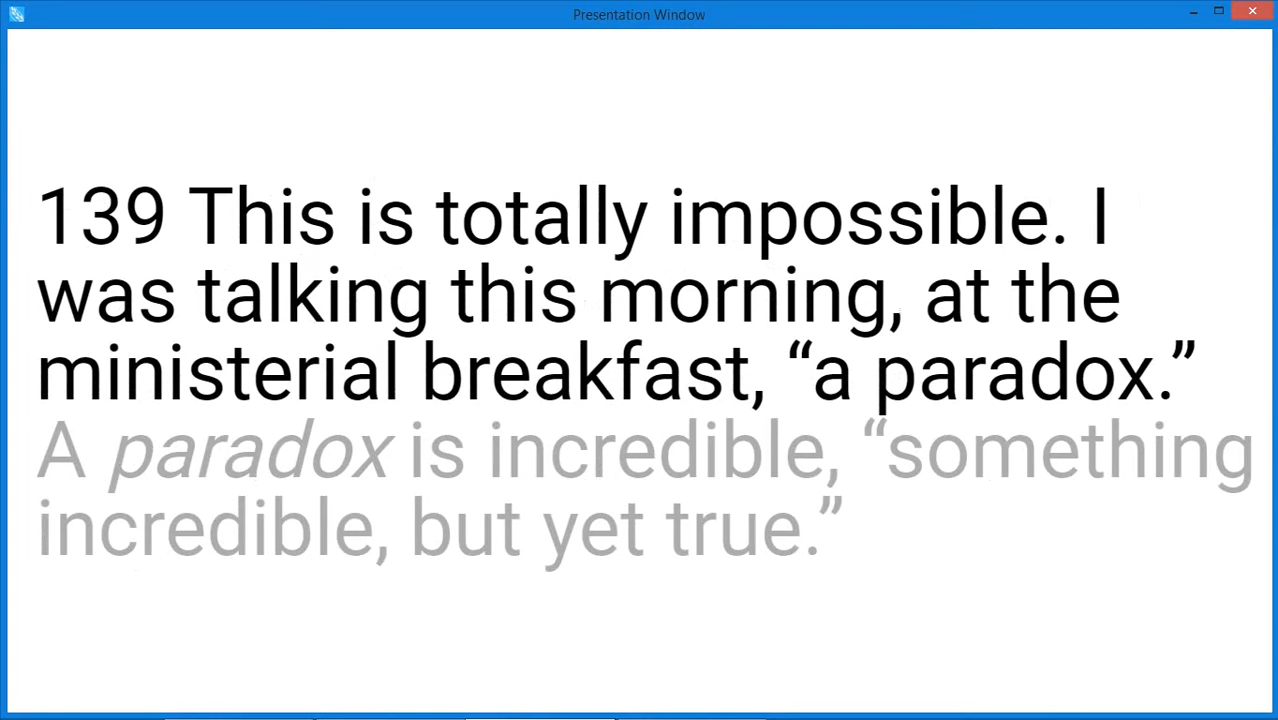 Presentation Window
139 This is totally impossible. I
was talking this morning, at the
ministerial breakfast, “a paradox.”
A paradox is incredible, “something
incredible, but yet true.”